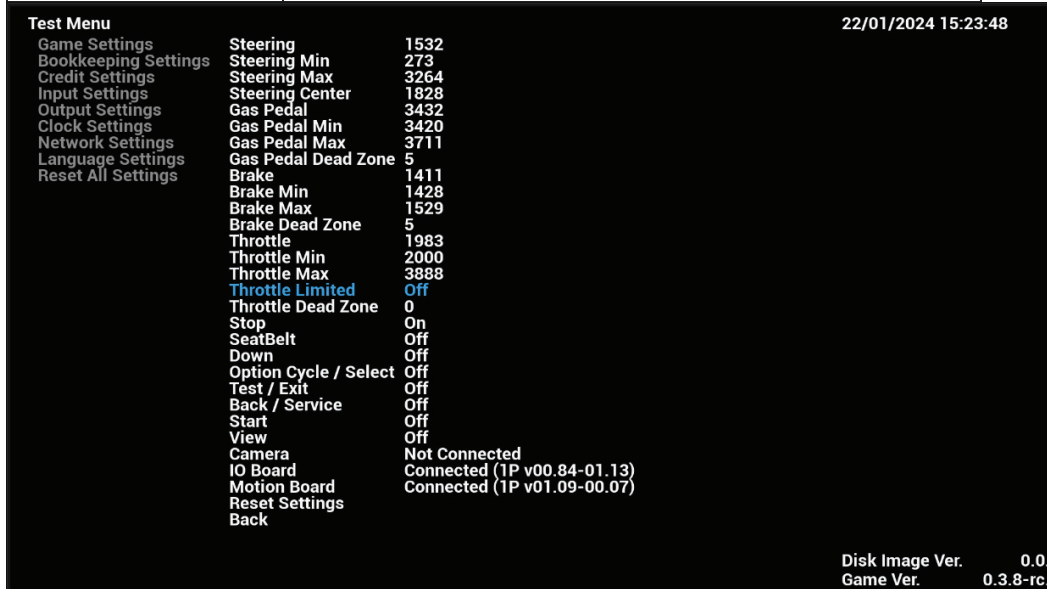 Test Menu 22/01/2024 15:23:48
Game Settings Steering 1532
Bookkeeping Settings Steering Min 273
Credit Settings Steering Max 3264
Input Settings Steering Center 1828
Output Settings Gas Pedal 3432
Clock Settings Gas Pedal Min 3420
Network Settings Gas Pedal Max 3711
Language Settings Gas Pedal Dead Zone 5
Reset All Settings Brake 1411
Brake Min 1428
Brake Max 1529
Brake Dead Zone 5
Throttle 1983
Throttle Min 2000
Throttle Max 3888
Throttle Limited Off
Throttle Dead Zone 0
Stop On
SeatBelt Off
Down Off
Option Cycle / Select Off
Test / Exit Off
Back / Service Off
Start Off
View Off
Camera Not Connected
IO Board Connected (1P v00.84-01.13)
Motion Board Connected (1P v01.09-00.07)
Reset Settings
Back
Disk Image Ver. 0.0.
Game Ver. 0.3.8-rc.